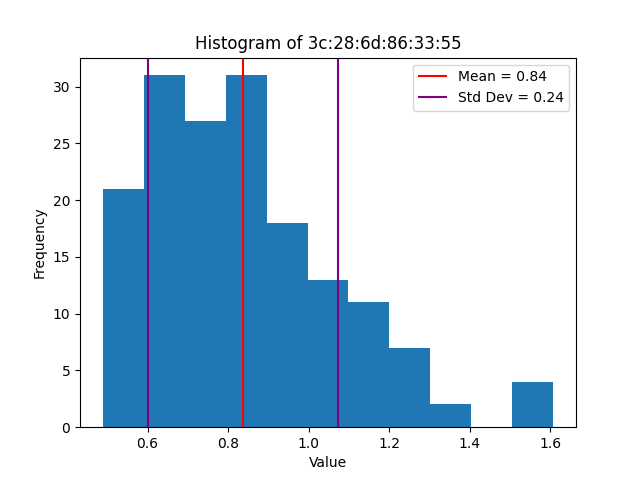 Histogram of 3c:28:6d:86:33:55
Mean = 0.84
Std Dev = 0.24
30
25
20
15
10
5
0
Frequency
0.6 0.8 1.0 1.2 1.4 1.6
Value